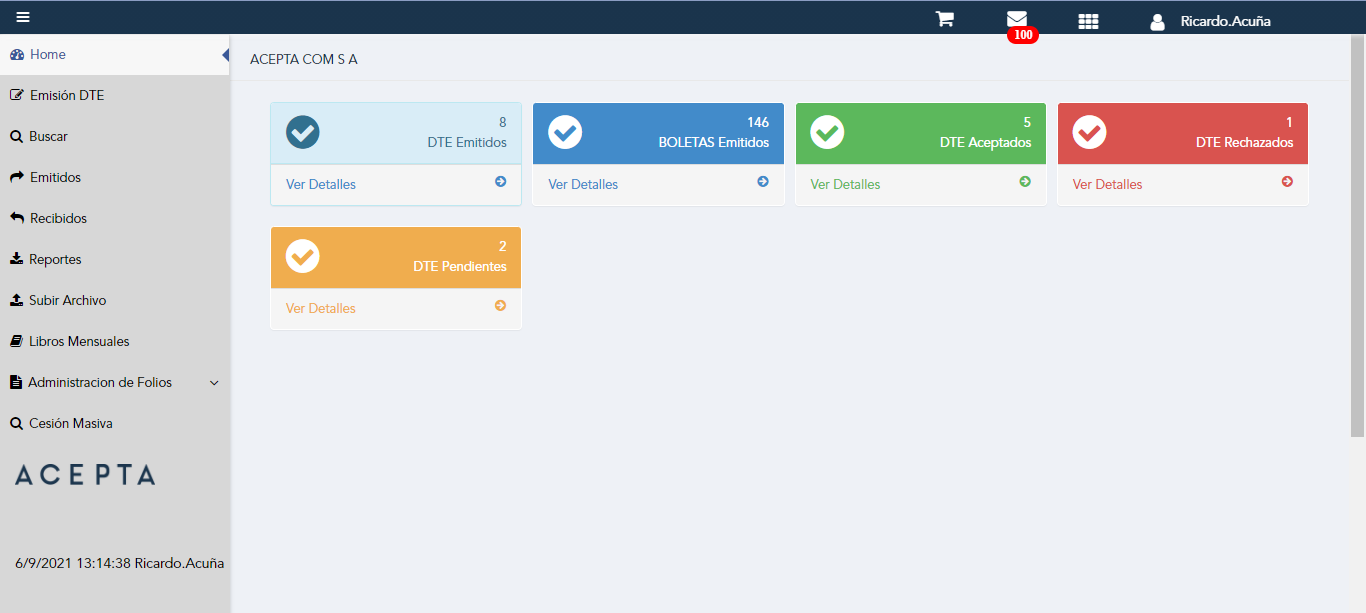 100
Ricardo.Acuña
Home
Emisión DTE
Buscar
Emitidos
Recibidos
Reportes
Subir Archivo
Libros Mensuales
Administracion de Folios
Cesión Masiva
ACEPTA
6/9/2021 13:14:38 Ricardo.Acuña
ACEPTA COM S A
8
DTE Emitidos
Ver Detalles
146
BOLETAS Emitidos
Ver Detalles
5
DTE Aceptados
Ver Detalles
1
DTE Rechazados
Ver Detalles
2
DTE Pendientes
Ver Detalles